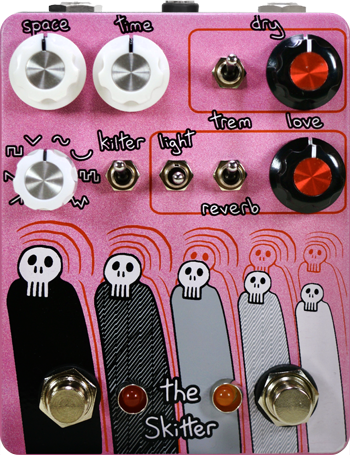 space time dry
trem
kilter light love
reverb
the
Skitter